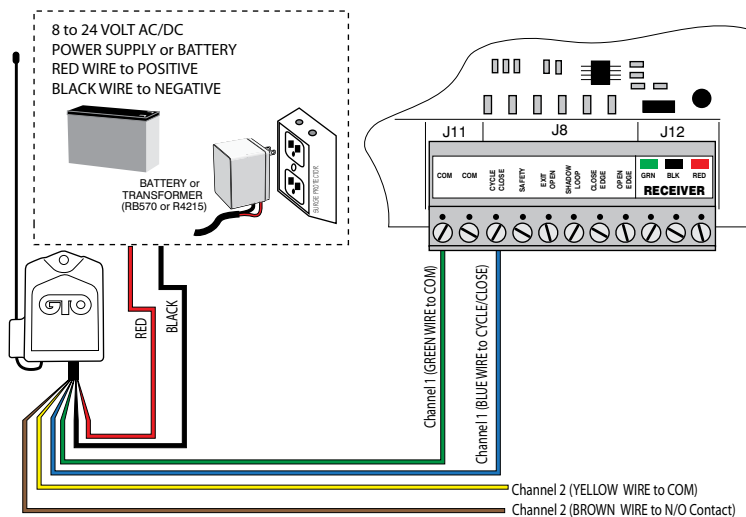 8 to 24 VOLT AC/DC
POWER SUPPLY or BATTERY
RED WIRE to POSITIVE
BLACK WIRE to NEGATIVE
BATTERY or
TRANSFORMER
(RB570 or R4215)
SURGE PROTECTOR
J11
J8
J12
COM
COM
CYCLE
CLOSE
SAFETY
EXIT
OPEN
SHADOW
LOOP
CLOSE
EDGE
OPEN
EDGE
GRN
BLK
RED
RECEIVER
GTO
RED
BLACK
Channel 1 (GREEN WIRE to COM)
Channel 1 (BLUE WIRE to CYCLE/CLOSE)
Channel 2 (YELLOW WIRE to COM)
Channel 2 (BROWN WIRE to N/O Contact)